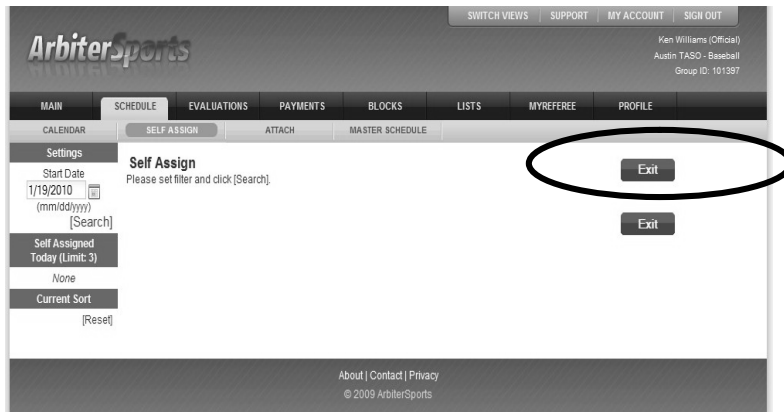 SWITCH VIEWS SUPPORT MY ACCOUNT SIGN OUT
ArbiterSports
Ken Williams (Official)
Austin TASO - Baseball
Group ID: 101397
MAIN SCHEDULE EVALUATIONS PAYMENTS BLOCKS LISTS MYREFEREE PROFILE
CALENDAR SELF ASSIGN ATTACH MASTER SCHEDULE
Settings
Start Date
1/19/2010
(mm/dd/yyyy)
[Search]
Self Assigned
Today (Limit: 3)
None
Current Sort
[Reset]
Self Assign
Please set filter and click [Search].
Exit
Exit
About | Contact | Privacy
© 2009 ArbiterSports